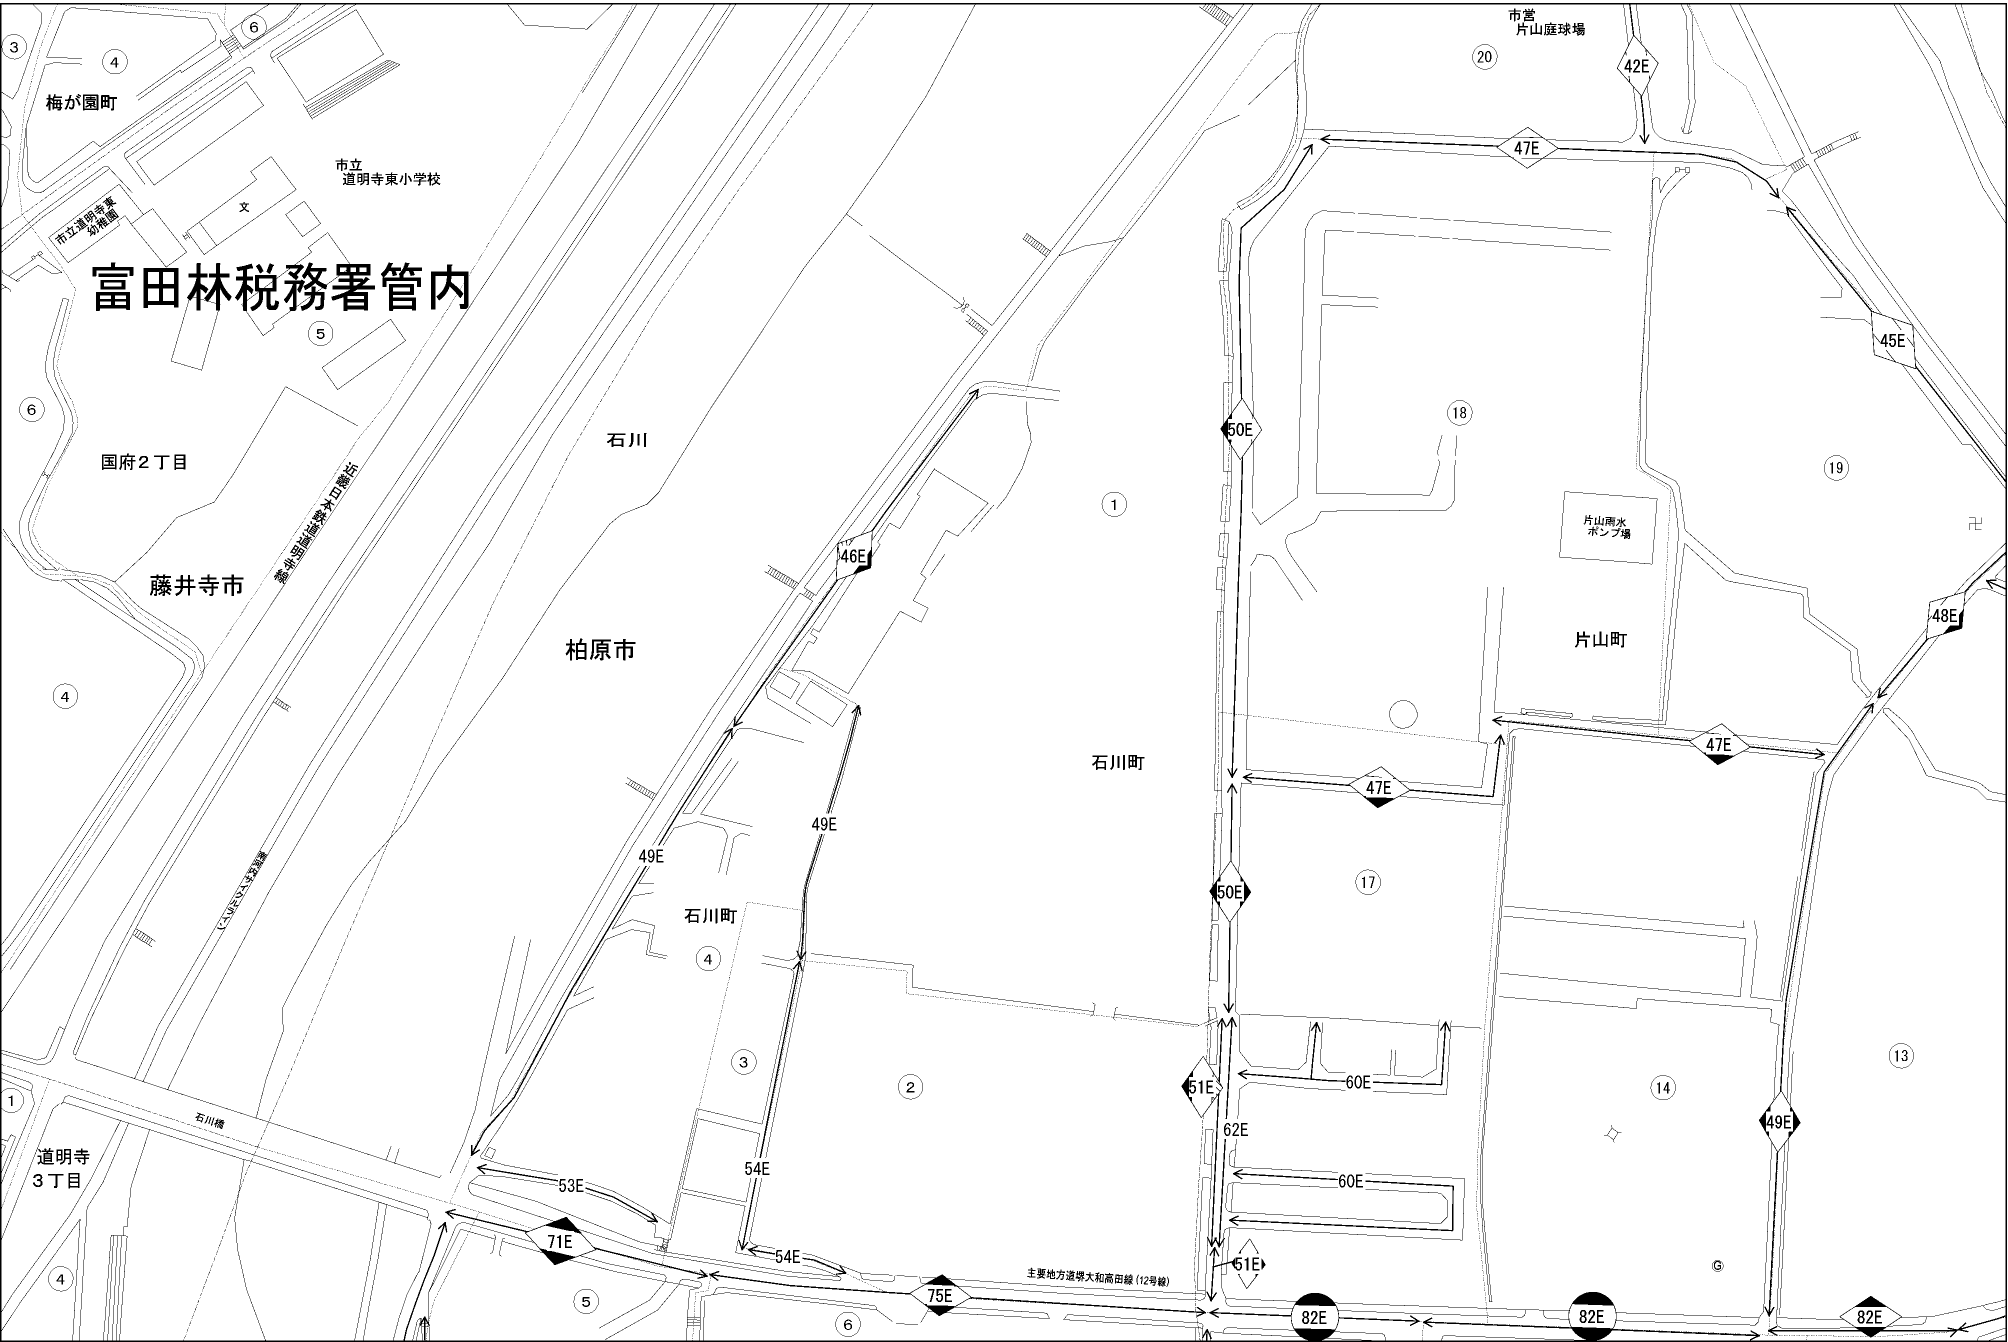 市営
片山庭球場
6
3
4
20
42E
梅が園町
47E
市立
道明寺東小学校
文
市立道明寺東
幼稚園
富田林税務署管内
5
45E
6
18
50E
石川
国府2丁目
19
近畿日本鉄道道明寺線
1
片山雨水
ポンプ場
卍
46E
藤井寺市
48E
柏原市
片山町
4
47E
石川町
47E
49E
49E
17
50E
石川町
4
13
3
2
51E
60E
14
1
石川橋
49E
62E
道明寺
3丁目
54E
60E
53E
71E
54E
51E
G
4
主要地方道堺大和高田線(12号線)
75E
5
6
82E
82E
82E